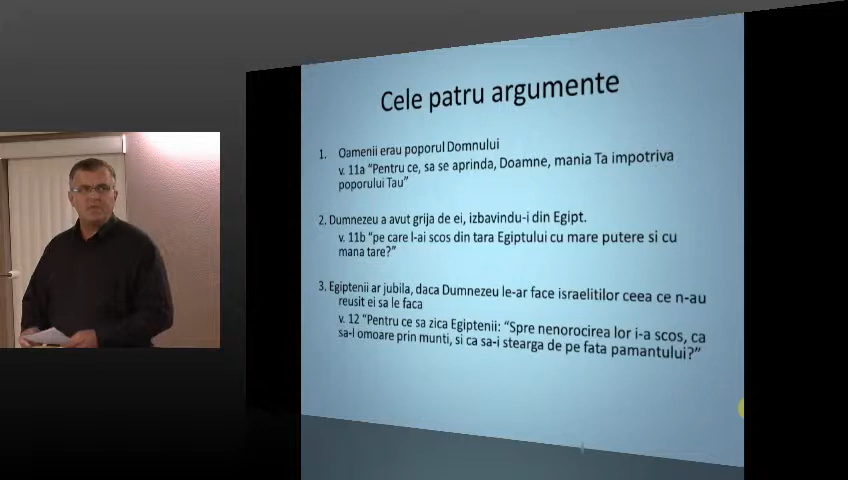 Cele patru argumente
1. Oamenii erau poporul Domnului
v. 11a "Pentru ce, sa se aprinda, Doamne, mania Ta impotriva
poporului Tau"
2. Dumnezeu a avut grija de ei, izbavindu-i din Egipt.
v. 11b "pe care l-ai scos din tara Egiptului cu mare putere si cu
mana tare?"
3. Egiptenii ar jubila, daca Dumnezeu le-ar face israelitilor ceea ce n-au
reusit ei sa le faca
v. 12 "Pentru ce sa zica Egiptenii: "Spre nenorocirea lor i-a scos, ca
sa-i omoare prin munti, si ca sa-i stearga de pe fata pamantului?"